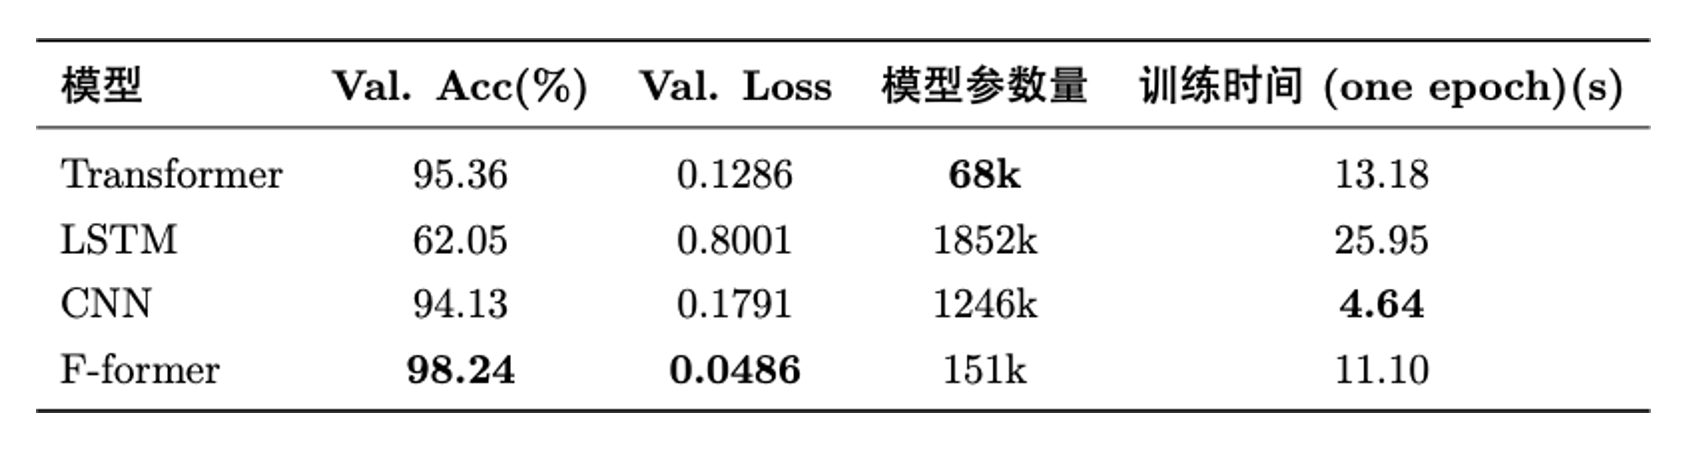 模型 Val. Acc(%) Val. Loss 模型参数量 训练时间 (one epoch)(s)
Transformer 95.36 0.1286 68k 13.18
LSTM 62.05 0.8001 1852k 25.95
CNN 94.13 0.1791 1246k 4.64
F-former 98.24 0.0486 151k 11.10